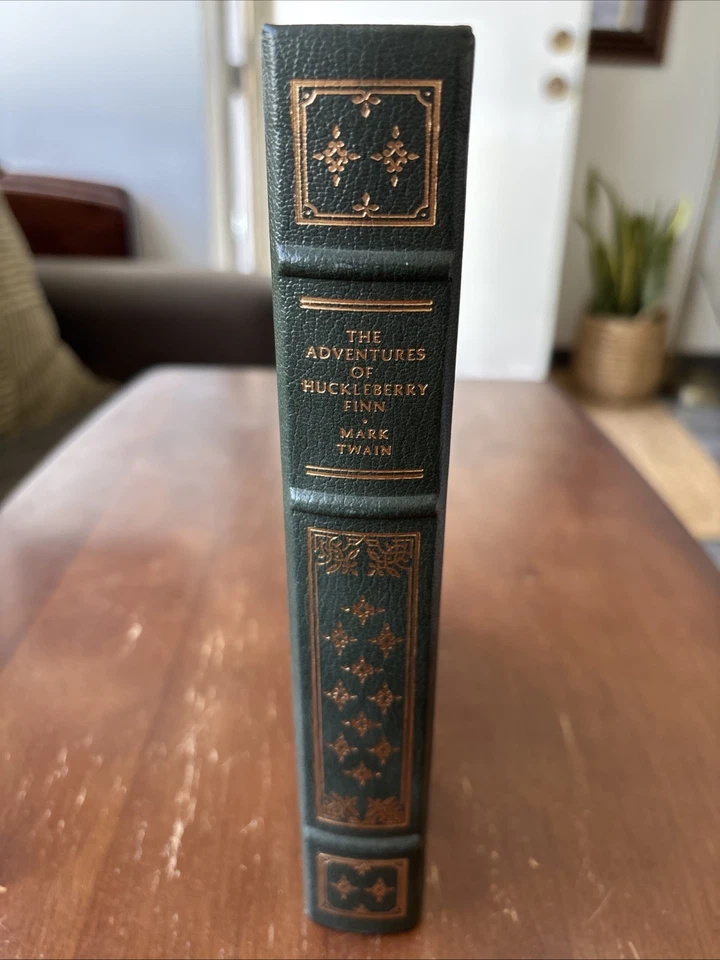 THE
ADVENTURES
OF
HUCKLEBERRY
FINN
MARK
TWAIN